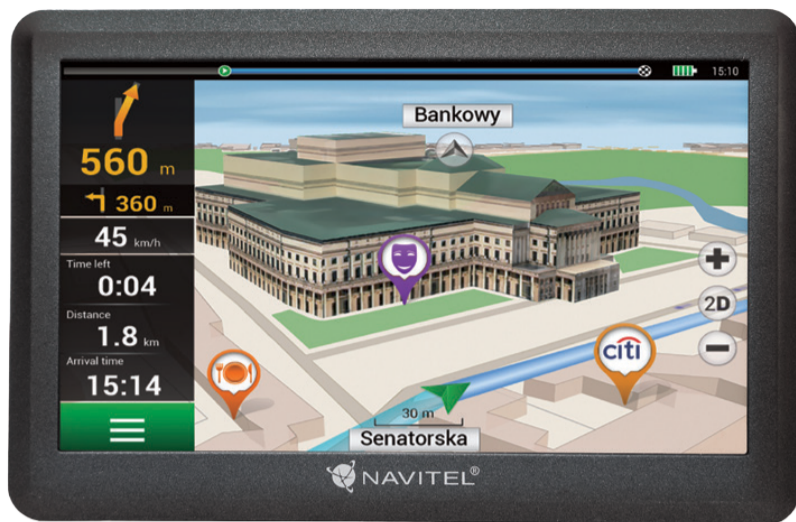 15:10
560 m
360 m
45 km/h
Time left
0:04
Distance
1.8 km
Arrival time
15:14
Bankowy
2D
citi
30 m
Senatorska
NAVITEL®